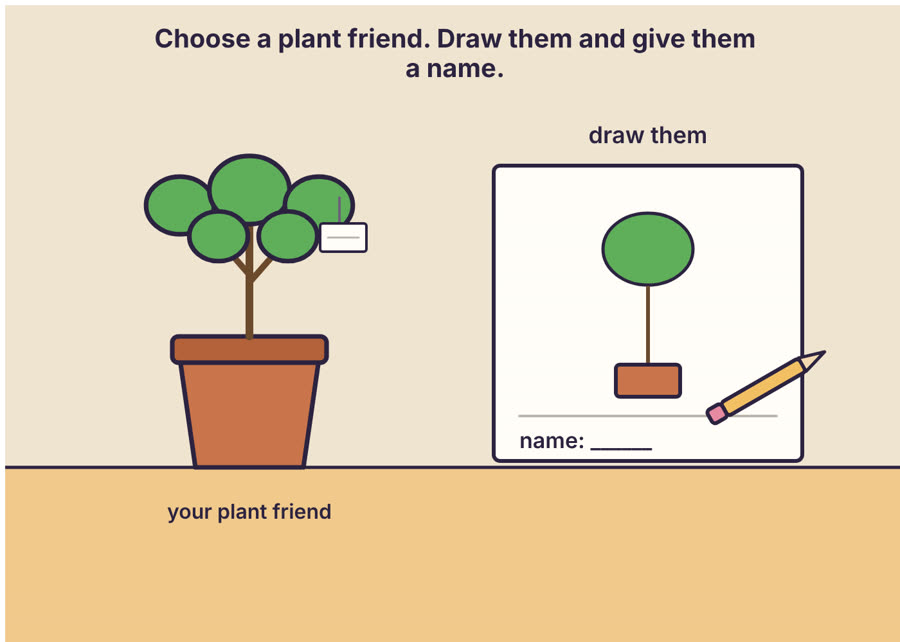 Choose a plant friend. Draw them and give them
a name.
draw them
name: ______
your plant friend